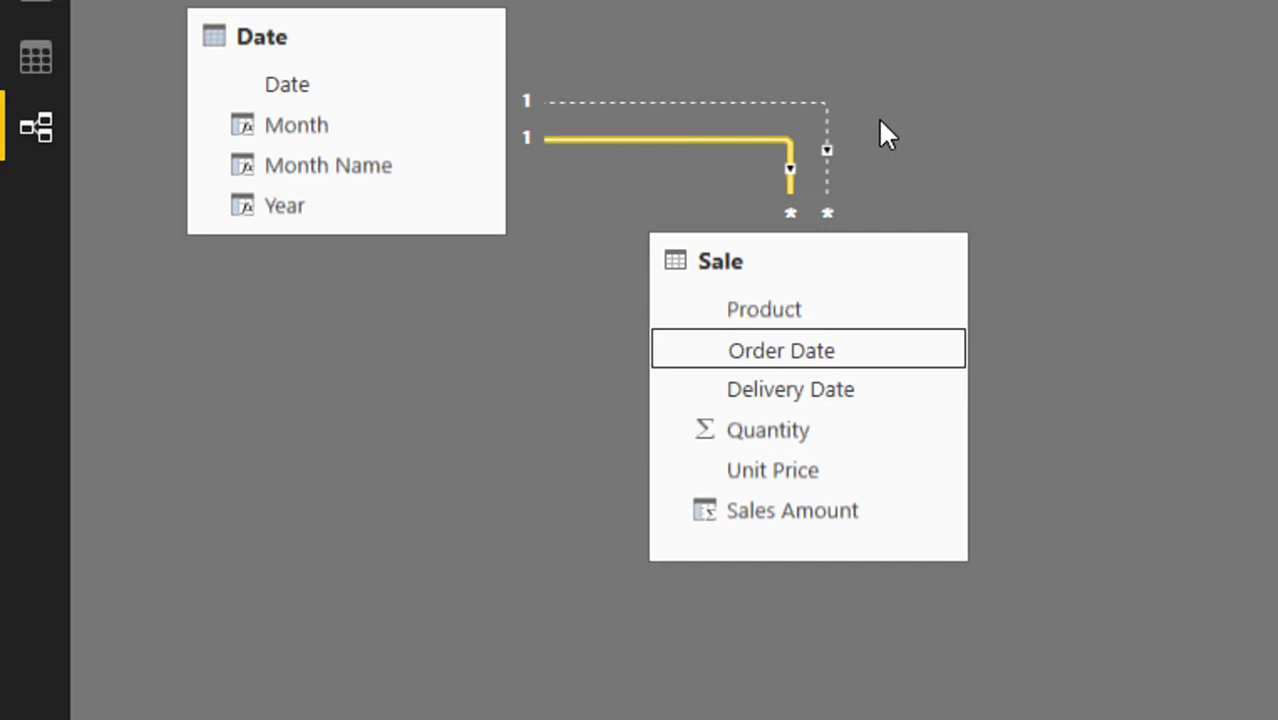 Date
Date
Month
Month Name
Year
1
1
* *
Sale
Product
Order Date
Delivery Date
Σ Quantity
Unit Price
Sales Amount